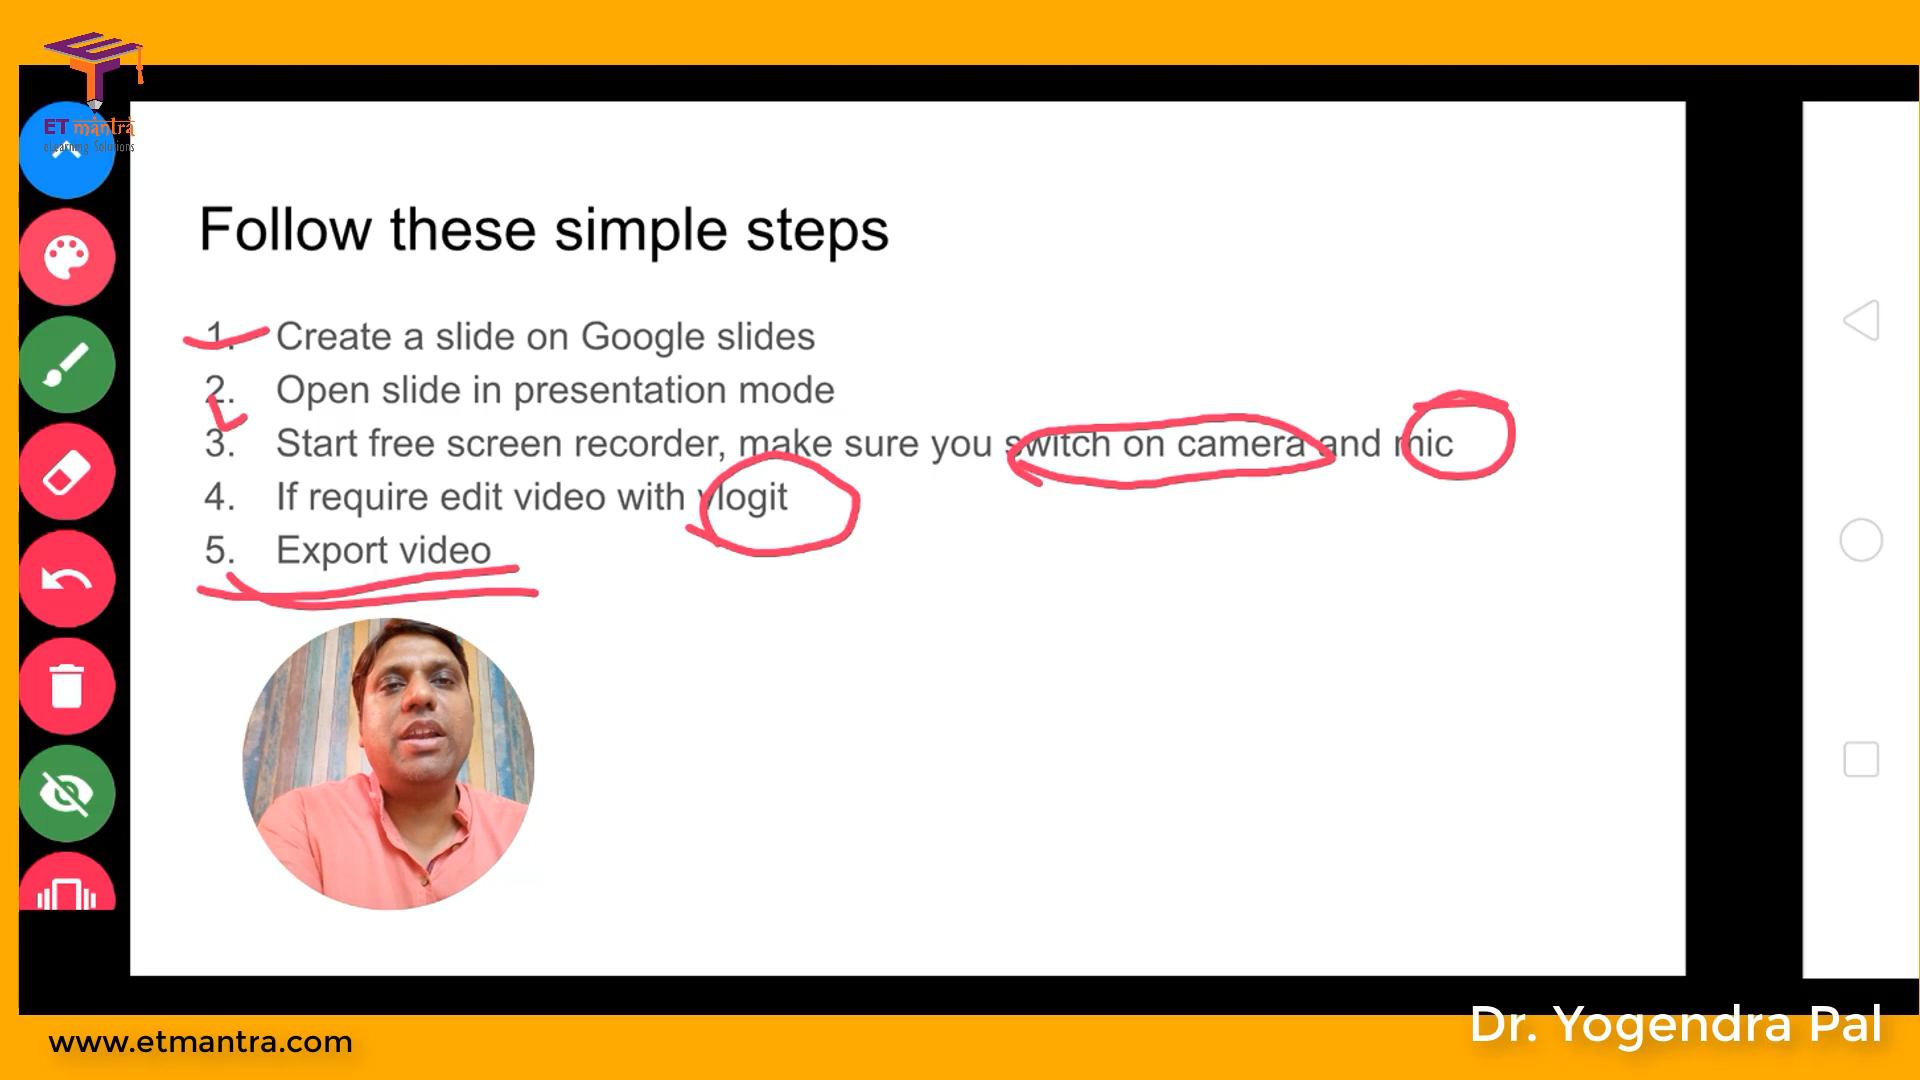 ET mantra
eLearning Solutions
Follow these simple steps
1. Create a slide on Google slides
2. Open slide in presentation mode
3. Start free screen recorder, make sure you switch on camera and mic
4. If require edit video with vlogit
5. Export video
www.etmantra.com
Dr. Yogendra Pal